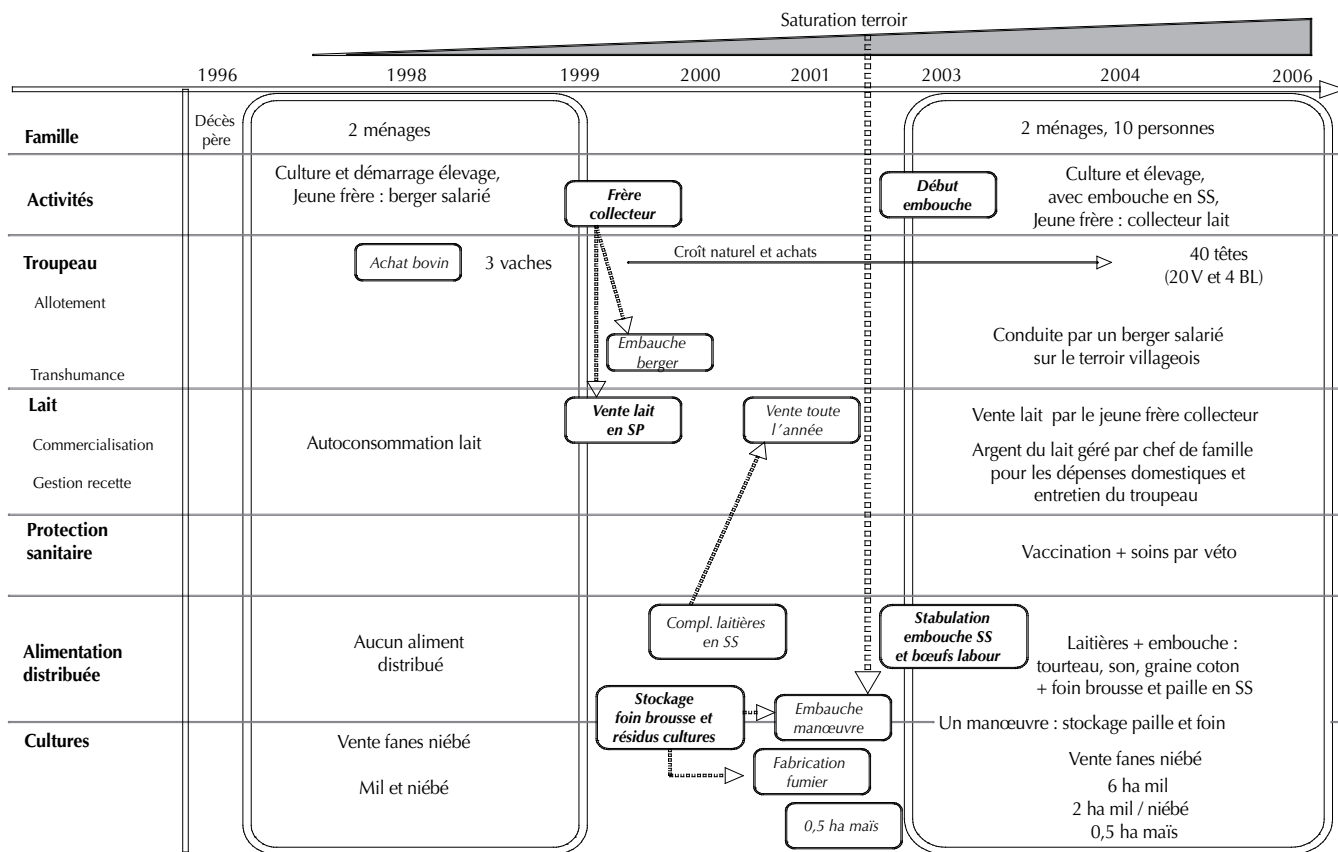 Saturation terroir
1996 1998 1999 2000 2001 2003 2004 2006
Famille
Décès
père
2 ménages
2 ménages, 10 personnes
Activités
Culture et démarrage élevage,
Jeune frère : berger salarié
Frère
collecteur
Début
embouche
Culture et élevage,
avec embouche en SS,
Jeune frère : collecteur lait
Troupeau
Achat bovin
3 vaches
Croît naturel et achats
40 têtes
(20 V et 4 BL)
Allotement
Embauche
berger
Conduite par un berger salarié
sur le terroir villageois
Transhumance
Lait
Vente lait
en SP
Vente toute
l'année
Vente lait par le jeune frère collecteur
Commercialisation
Autoconsommation lait
Argent du lait géré par chef de famille
pour les dépenses domestiques et
entretien du troupeau
Gestion recette
Protection
sanitaire
Vaccination + soins par véto
Alimentation
distribuée
Aucun aliment
distribué
Compl. laitières
en SS
Stabulation
embouche SS
et bœufs labour
Laitières + embouche :
tourteau, son, graine coton
+ foin brousse et paille en SS
Stockage
foin brousse et
résidus cultures
Embauche
manœuvre
Un manœuvre : stockage paille et foin
Cultures
Vente fanes niébé
Mil et niébé
Fabrication
fumier
0,5 ha maïs
Vente fanes niébé
6 ha mil
2 ha mil / niébé
0,5 ha maïs